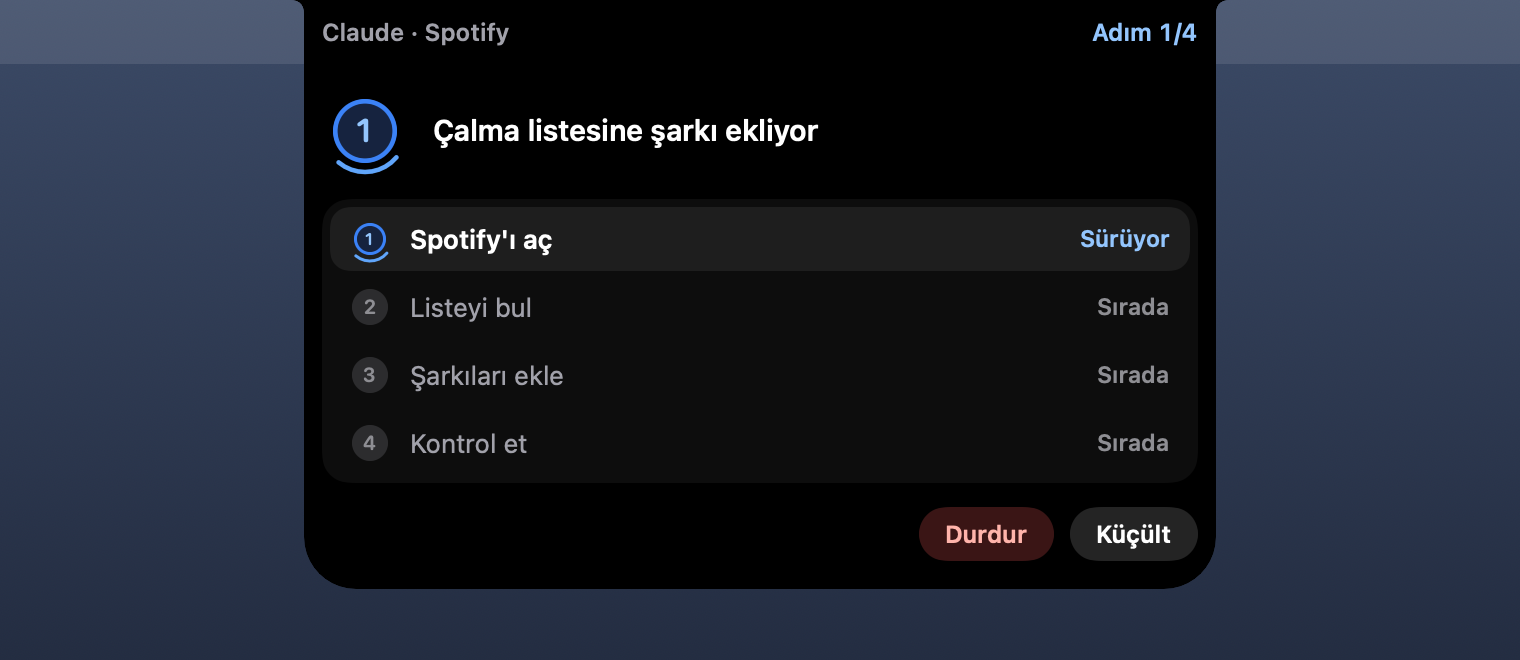 Claude · Spotify Adım 1/4
1 Çalma listesine şarkı ekliyor
1 Spotify'ı aç Sürüyor
2 Listeyi bul Sırada
3 Şarkıları ekle Sırada
4 Kontrol et Sırada
Durdur Küçült